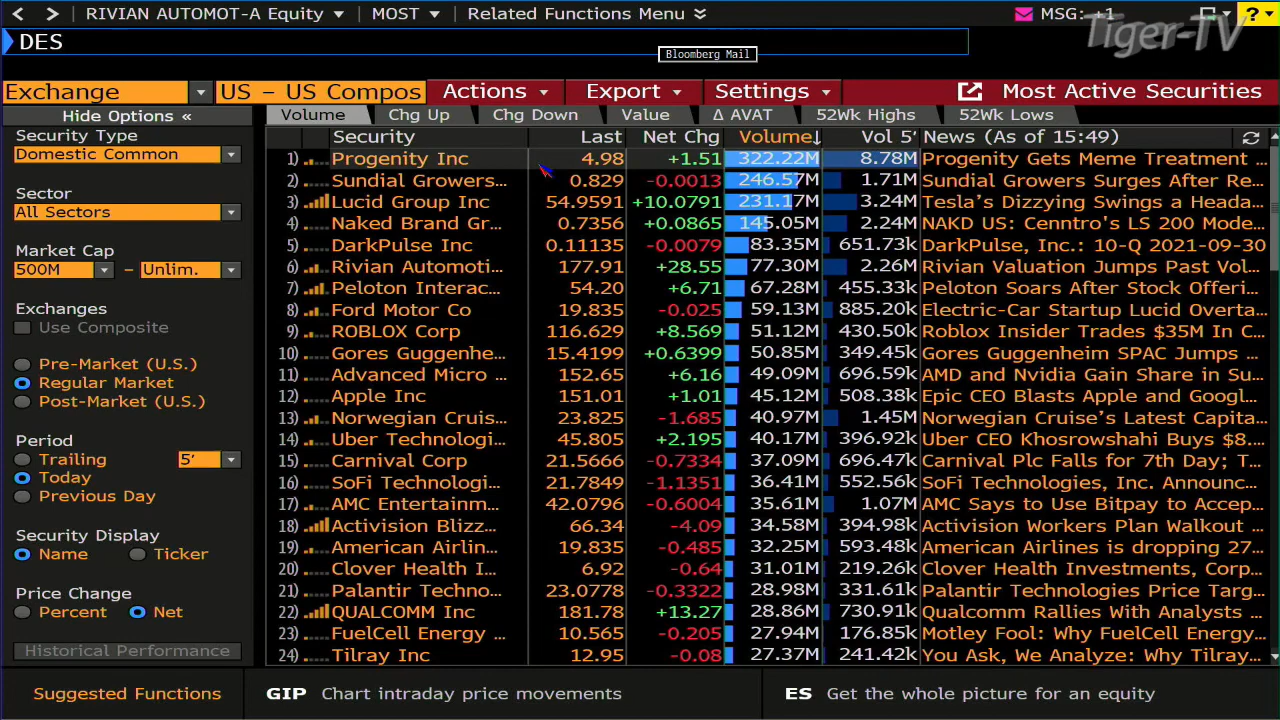 < > RIVIAN AUTOMOT-A Equity MOST Related Functions Menu MSG: +1 ?
Tiger-TV
DES
Bloomberg Mail
Exchange US - US Compos Actions Export Settings Most Active Securities
Hide Options « Volume Chg Up Chg Down Value Δ AVAT 52Wk Highs 52Wk Lows
Security Type
Domestic Common
Sector
All Sectors
Market Cap
500M - Unlim.
Exchanges
Use Composite
Pre-Market (U.S.)
Regular Market
Post-Market (U.S.)
Period
Trailing 5'
Today
Previous Day
Security Display
Name Ticker
Price Change
Percent Net
Historical Performance
Security Last Net Chg Volume↓ Vol 5' News (As of 15:49)
1) Progenity Inc 4.98 +1.51 322.22M 8.78M Progenity Gets Meme Treatment ...
2) Sundial Growers... 0.829 -0.0013 246.57M 1.71M Sundial Growers Surges After Re...
3) Lucid Group Inc 54.9591 +10.0791 231.17M 3.24M Tesla's Dizzying Swings a Heada...
4) Naked Brand Gr... 0.7356 +0.0865 145.05M 2.24M NAKD US: Cenntro's LS 200 Mode...
5) DarkPulse Inc 0.11135 -0.0079 83.35M 651.73k DarkPulse, Inc.: 10-Q 2021-09-30
6) Rivian Automoti... 177.91 +28.55 77.30M 2.26M Rivian Valuation Jumps Past Vol...
7) Peloton Interac... 54.20 +6.71 67.28M 455.33k Peloton Soars After Stock Offeri...
8) Ford Motor Co 19.835 -0.025 59.13M 885.20k Electric-Car Startup Lucid Overta...
9) ROBLOX Corp 116.629 +8.569 51.12M 430.50k Roblox Insider Trades $35M In C...
10) Gores Guggenhe... 15.4199 +0.6399 50.85M 349.45k Gores Guggenheim SPAC Jumps ...
11) Advanced Micro ... 152.65 +6.16 49.09M 696.59k AMD and Nvidia Gain Share in Su...
12) Apple Inc 151.01 +1.01 45.12M 508.38k Epic CEO Blasts Apple and Googl...
13) Norwegian Cruis... 23.825 -1.685 40.97M 1.45M Norwegian Cruise's Latest Capita...
14) Uber Technologi... 45.805 +2.195 40.17M 396.92k Uber CEO Khosrowshahi Buys $8....
15) Carnival Corp 21.5666 -0.7334 37.09M 696.47k Carnival Plc Falls for 7th Day; T...
16) SoFi Technologi... 21.7849 -1.1351 36.41M 552.56k SoFi Technologies, Inc. Announc...
17) AMC Entertainm... 42.0796 -0.6004 35.61M 1.07M AMC Says to Use Bitpay to Accep...
18) Activision Blizz... 66.34 -4.09 34.58M 394.98k Activision Workers Plan Walkout ...
19) American Airlin... 19.835 -0.485 32.25M 593.48k American Airlines is dropping 27...
20) Clover Health I... 6.92 -0.64 31.01M 219.26k Clover Health Investments, Corp...
21) Palantir Techno... 23.0778 -0.3322 28.98M 331.61k Palantir Technologies Price Targ...
22) QUALCOMM Inc 181.78 +13.27 28.86M 730.91k Qualcomm Rallies With Analysts ...
23) FuelCell Energy ... 10.565 -0.205 27.94M 176.85k Motley Fool: Why FuelCell Energy...
24) Tilray Inc 12.95 -0.08 27.37M 241.42k You Ask, We Analyze: Why Tilray...
Suggested Functions GIP Chart intraday price movements ES Get the whole picture for an equity